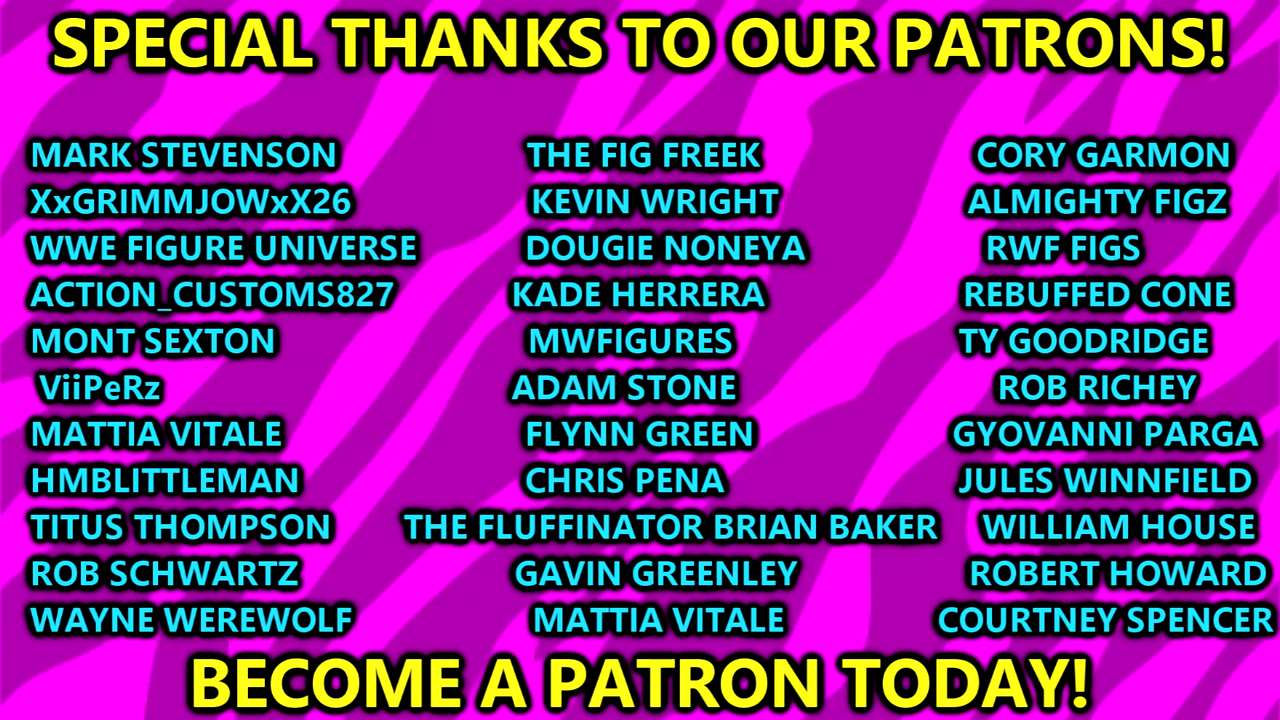 SPECIAL THANKS TO OUR PATRONS!
MARK STEVENSON THE FIG FREEK CORY GARMON
XxGRIMMJOWxX26 KEVIN WRIGHT ALMIGHTY FIGZ
WWE FIGURE UNIVERSE DOUGIE NONEYA RWF FIGS
ACTION_CUSTOMS827 KADE HERRERA REBUFFED CONE
MONT SEXTON MWFIGURES TY GOODRIDGE
ViiPeRz ADAM STONE ROB RICHEY
MATTIA VITALE FLYNN GREEN GYOVANNI PARGA
HMBLITTLEMAN CHRIS PENA JULES WINNFIELD
TITUS THOMPSON THE FLUFFINATOR BRIAN BAKER WILLIAM HOUSE
ROB SCHWARTZ GAVIN GREENLEY ROBERT HOWARD
WAYNE WEREWOLF MATTIA VITALE COURTNEY SPENCER
BECOME A PATRON TODAY!